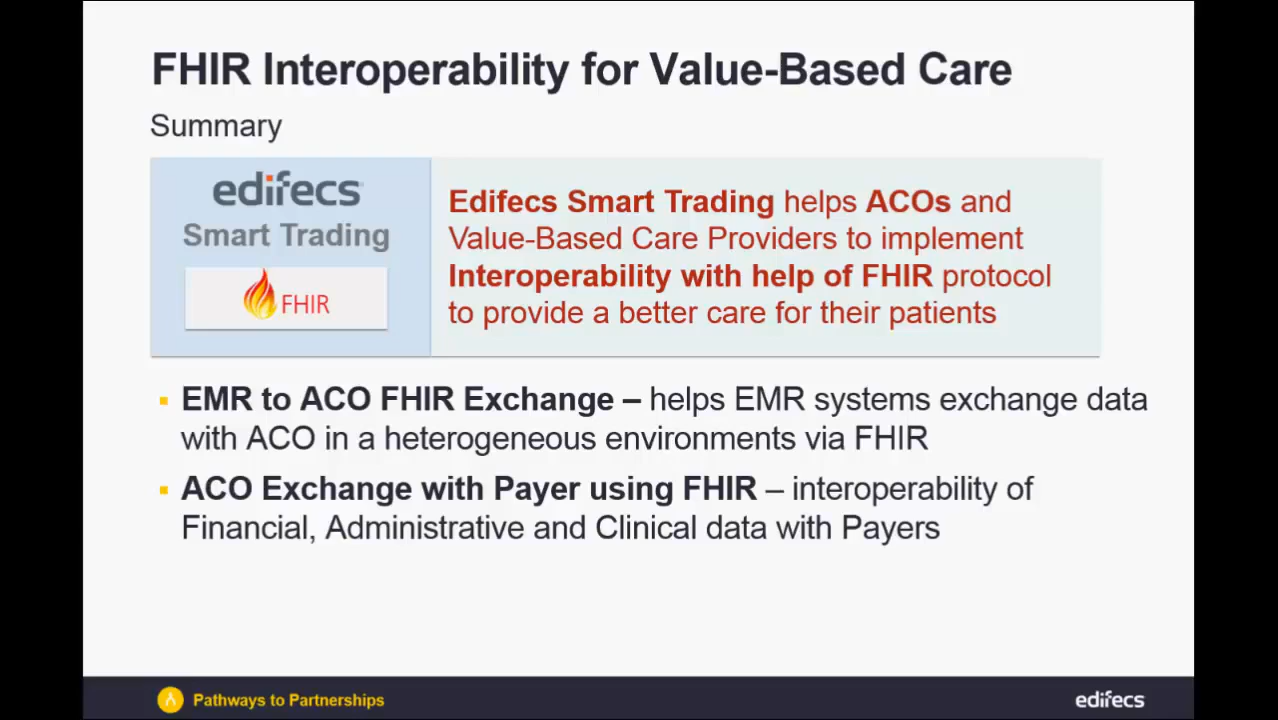 FHIR Interoperability for Value-Based Care
Summary
edifecs
Smart Trading
FHIR
Edifecs Smart Trading helps ACOs and
Value-Based Care Providers to implement
Interoperability with help of FHIR protocol
to provide a better care for their patients
▪ EMR to ACO FHIR Exchange – helps EMR systems exchange data
with ACO in a heterogeneous environments via FHIR
▪ ACO Exchange with Payer using FHIR – interoperability of
Financial, Administrative and Clinical data with Payers
Pathways to Partnerships
edifecs